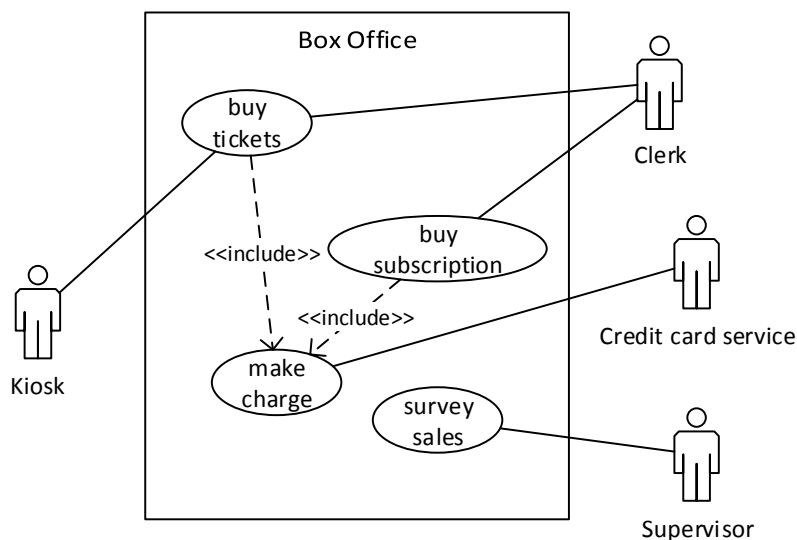 Box Office
buy
tickets
Clerk
<<include>>
buy
subscription
<<include>>
Credit card service
make
charge
Kiosk
survey
sales
Supervisor